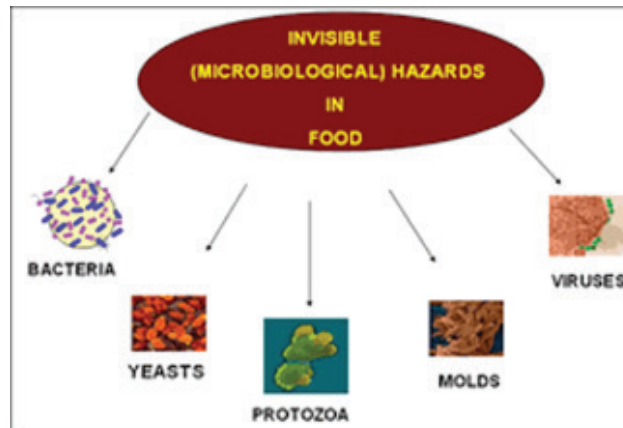 INVISIBLE
(MICROBIOLOGICAL) HAZARDS
IN
FOOD
BACTERIA
YEASTS
PROTOZOA
MOLDS
VIRUSES